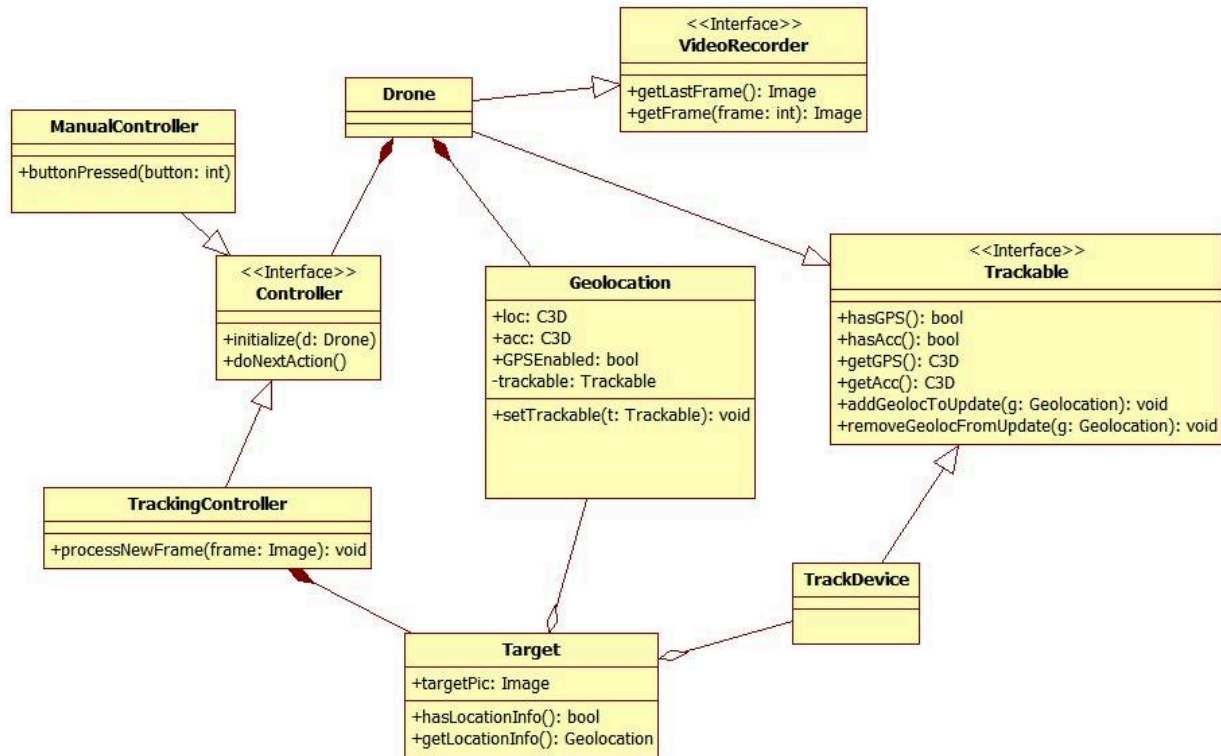 <<Interface>>
VideoRecorder
+getLastFrame(): Image
+getFrame(frame: int): Image
Drone
ManualController
+buttonPressed(button: int)
<<Interface>>
Controller
+initialize(d: Drone)
+doNextAction()
Geolocation
+loc: C3D
+acc: C3D
+GPSEnabled: bool
-trackable: Trackable
+setTrackable(t: Trackable): void
<<Interface>>
Trackable
+hasGPS(): bool
+hasAcc(): bool
+getGPS(): C3D
+getAcc(): C3D
+addGeolocToUpdate(g: Geolocation): void
+removeGeolocFromUpdate(g: Geolocation): void
TrackingController
+processNewFrame(frame: Image): void
TrackDevice
Target
+targetPic: Image
+hasLocationInfo(): bool
+getLocationInfo(): Geolocation